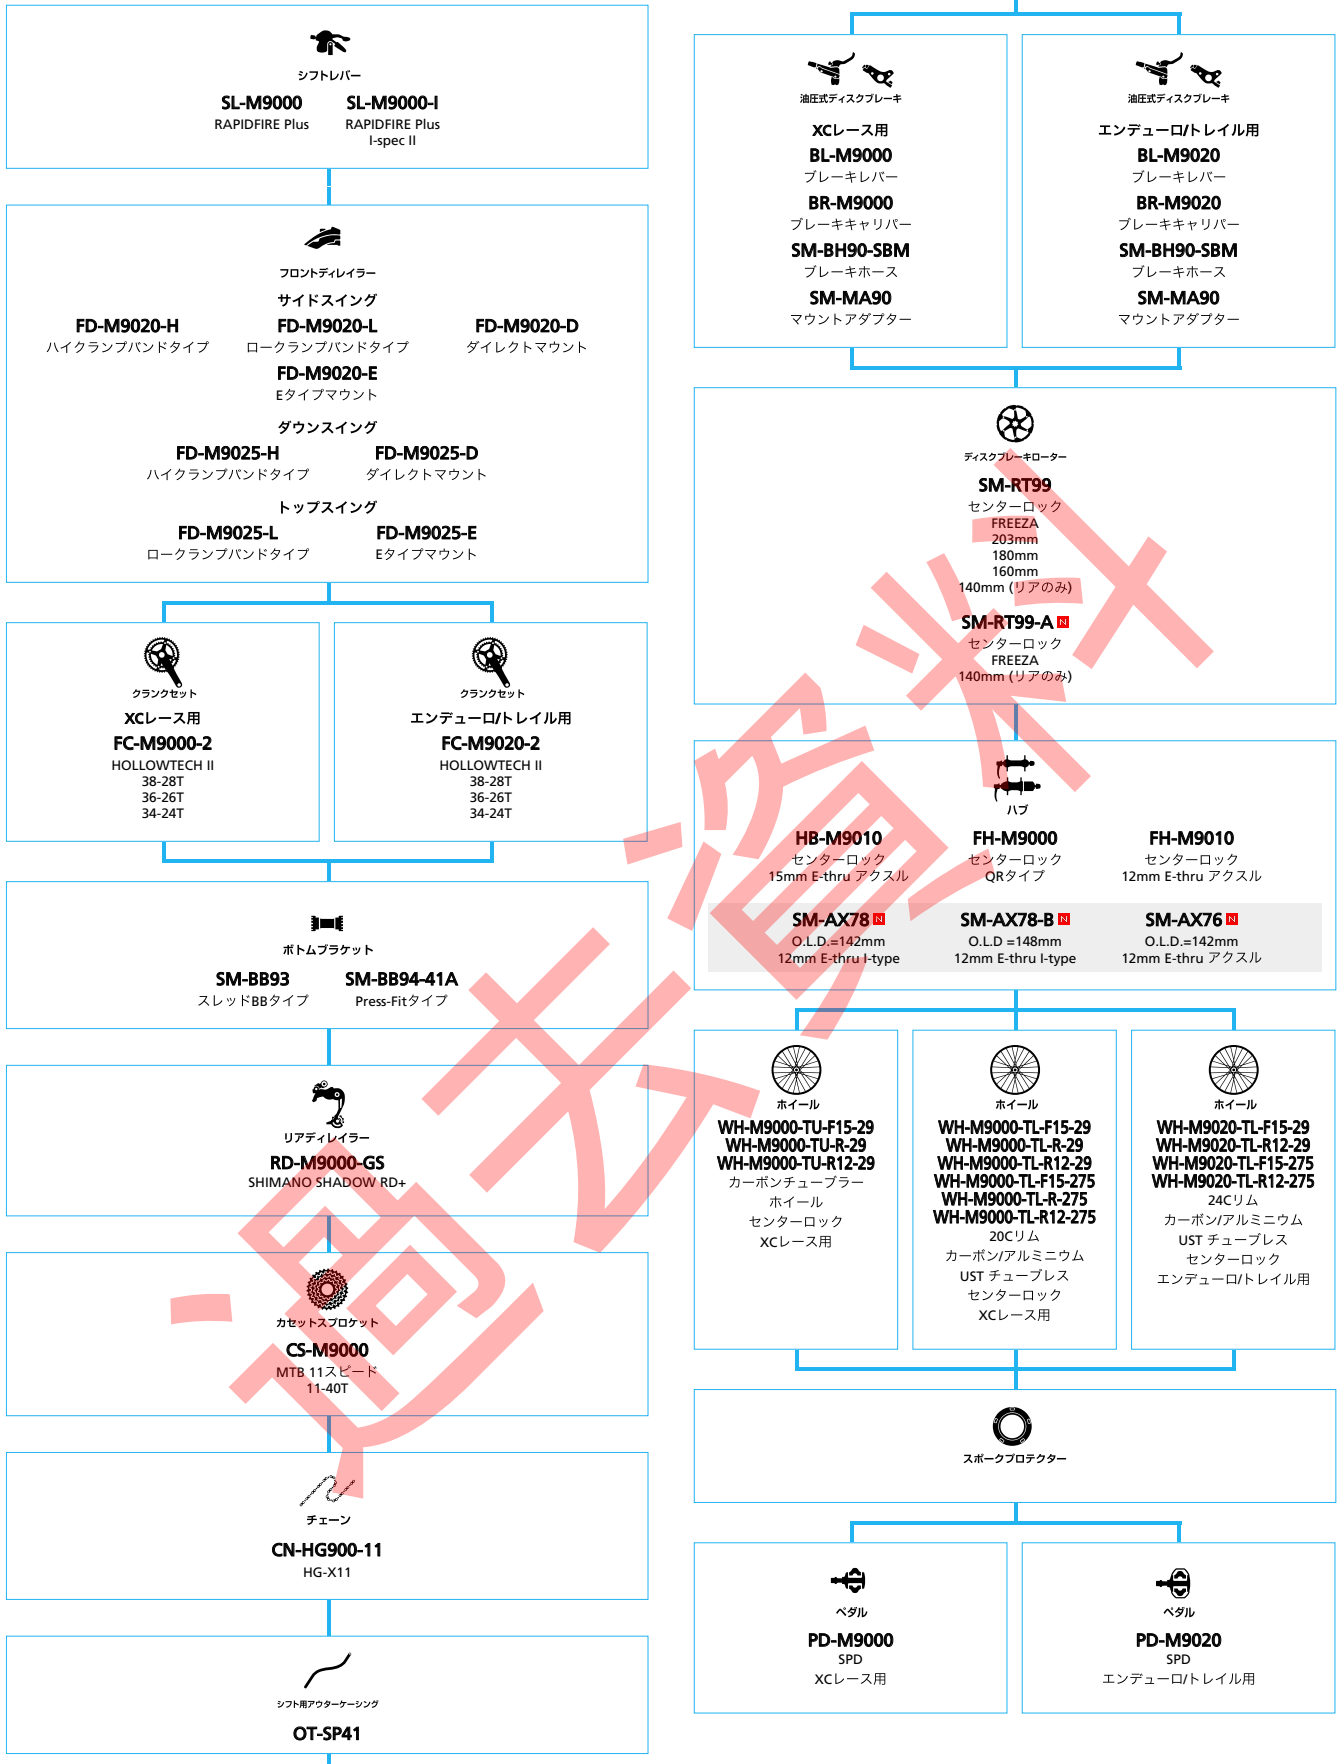 シフトレバー
SL-M9000
RAPIDFIRE Plus
SL-M9000-I
RAPIDFIRE Plus
I-spec II
フロントディレイラー
サイドスイング
FD-M9020-H
ハイクランプバンドタイプ
FD-M9020-L
ロークランプバンドタイプ
FD-M9020-D
ダイレクトマウント
FD-M9020-E
Eタイプマウント
ダウンスイング
FD-M9025-H
ハイクランプバンドタイプ
FD-M9025-D
ダイレクトマウント
トップスイング
FD-M9025-L
ロークランプバンドタイプ
FD-M9025-E
Eタイプマウント
クランクセット
XCレース用
FC-M9000-2
HOLLOWTECH II
38-28T
36-26T
34-24T
クランクセット
エンデューロ/トレイル用
FC-M9020-2
HOLLOWTECH II
38-28T
36-26T
34-24T
ボトムブラケット
SM-BB93
スレッドBBタイプ
SM-BB94-41A
Press-Fitタイプ
リアディレイラー
RD-M9000-GS
SHIMANO SHADOW RD+
カセットスプロケット
CS-M9000
MTB 11スピード
11-40T
チェーン
CN-HG900-11
HG-X11
シフト用アウターケーシング
OT-SP41
油圧式ディスクブレーキ
XCレース用
BL-M9000
ブレーキレバー
BR-M9000
ブレーキキャリパー
SM-BH90-SBM
ブレーキホース
SM-MA90
マウントアダプター
油圧式ディスクブレーキ
エンデューロ/トレイル用
BL-M9020
ブレーキレバー
BR-M9020
ブレーキキャリパー
SM-BH90-SBM
ブレーキホース
SM-MA90
マウントアダプター
ディスクブレーキローター
SM-RT99
センターロック
FREEZA
203mm
180mm
160mm
140mm (リアのみ)
SM-RT99-A N
センターロック
FREEZA
140mm (リアのみ)
ハブ
HB-M9010
センターロック
15mm E-thru アクスル
FH-M9000
センターロック
QRタイプ
FH-M9010
センターロック
12mm E-thru アクスル
SM-AX78 N
O.L.D.=142mm
12mm E-thru I-type
SM-AX78-B N
O.L.D =148mm
12mm E-thru I-type
SM-AX76 N
O.L.D.=142mm
12mm E-thru アクスル
ホイール
WH-M9000-TU-F15-29
WH-M9000-TU-R-29
WH-M9000-TU-R12-29
カーボンチューブラー
ホイール
センターロック
XCレース用
ホイール
WH-M9000-TL-F15-29
WH-M9000-TL-R-29
WH-M9000-TL-R12-29
WH-M9000-TL-F15-275
WH-M9000-TL-R-275
WH-M9000-TL-R12-275
20Cリム
カーボン/アルミニウム
UST チューブレス
センターロック
XCレース用
ホイール
WH-M9020-TL-F15-29
WH-M9020-TL-R12-29
WH-M9020-TL-F15-275
WH-M9020-TL-R12-275
24Cリム
カーボン/アルミニウム
UST チューブレス
センターロック
エンデューロ/トレイル用
スポークプロテクター
ペダル
PD-M9000
SPD
XCレース用
ペダル
PD-M9020
SPD
エンデューロ/トレイル用
過去資料